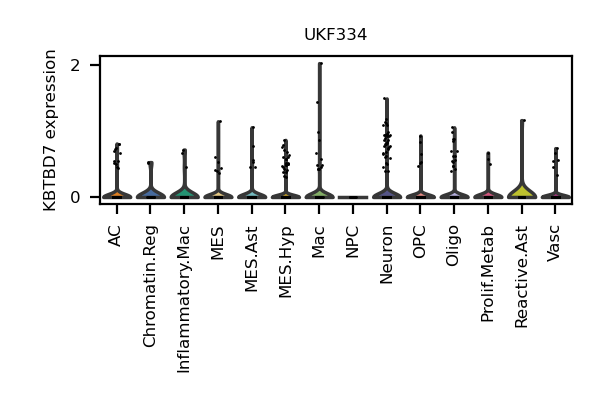 UKF334
KBTBD7 expression
2
0
AC
Chromatin.Reg
Inflammatory.Mac
MES
MES.Ast
MES.Hyp
Mac
NPC
Neuron
OPC
Oligo
Prolif.Metab
Reactive.Ast
Vasc